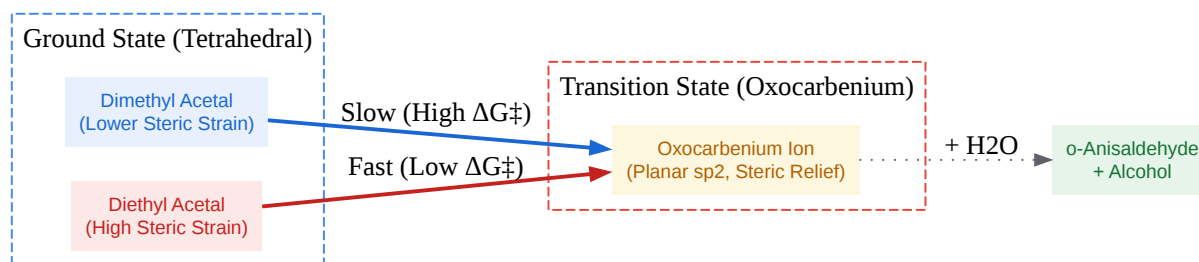 Ground State (Tetrahedral)
Dimethyl Acetal
(Lower Steric Strain)
Diethyl Acetal
(High Steric Strain)
Slow (High ΔG‡)
Fast (Low ΔG‡)
Transition State (Oxocarbenium)
Oxocarbenium Ion
(Planar sp2, Steric Relief)
+ H2O
o-Anisaldehyde
+ Alcohol